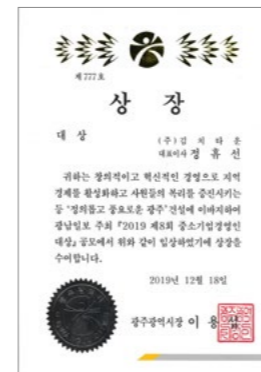 제 777 호
상 장
대 상
(주)김치타운
대표이사 정홍선
귀하는 창의적이고 혁신적인 경영으로 지역
경제를 활성화하고 사원들의 복리를 증진시키는
등 "정의롭고 풍요로운 광주"건설에 이바지하여
광남일보 주최 『2019 제8회 중소기업경영인
대상』 공모에서 위와 같이 입상하였기에 상장을
수여합니다.
2019년 12월 18일
광주광역시장 이 용